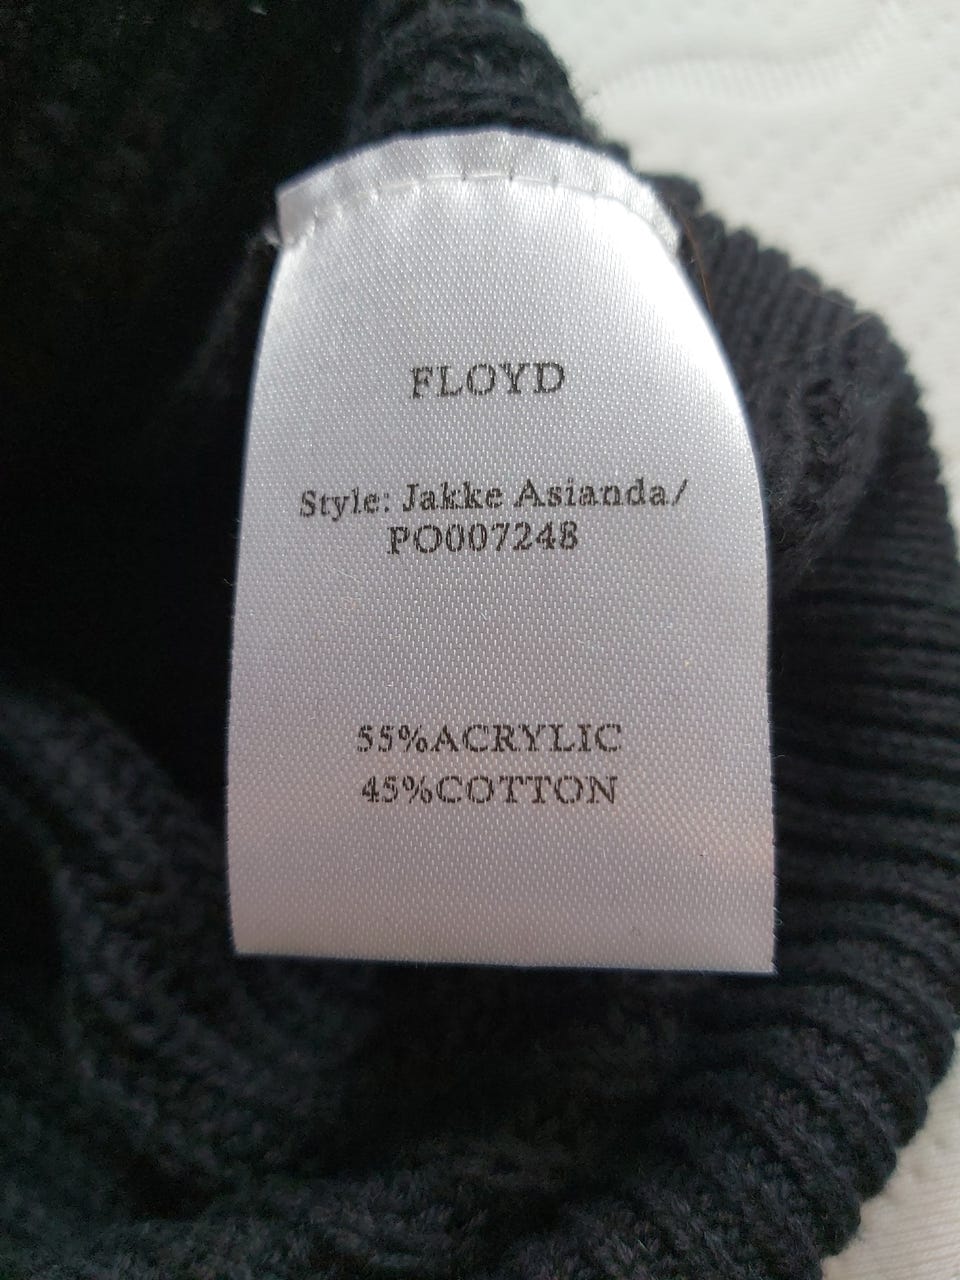 FLOYD
Style: Jakke Asianda/
PO007248
55%ACRYLIC
45%COTTON